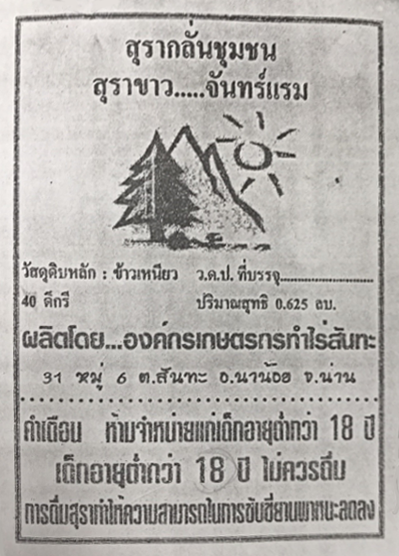 สุรากลั่นชุมชน
สุราขาว.....จันทร์แรม
วัสดุดิบหลัก : ข้าวเหนียว ว.ด.ป. ที่บรรจุ........................
40 ดีกรี ปริมาณสุทธิ 0.625 ลบ.
ผลิตโดย...องค์กรเกษตรกรทำไร่สันทะ
31 หมู่ 6 ต.สันทะ อ.นาน้อย จ.น่าน
คำเตือน ห้ามจำหน่ายแก่เด็กอายุต่ำกว่า 18 ปี
เด็กอายุต่ำกว่า 18 ปี ไม่ควรดื่ม
การดื่มสุราทำให้ความสามารถในการขับขี่ยานพาหนะลดลง